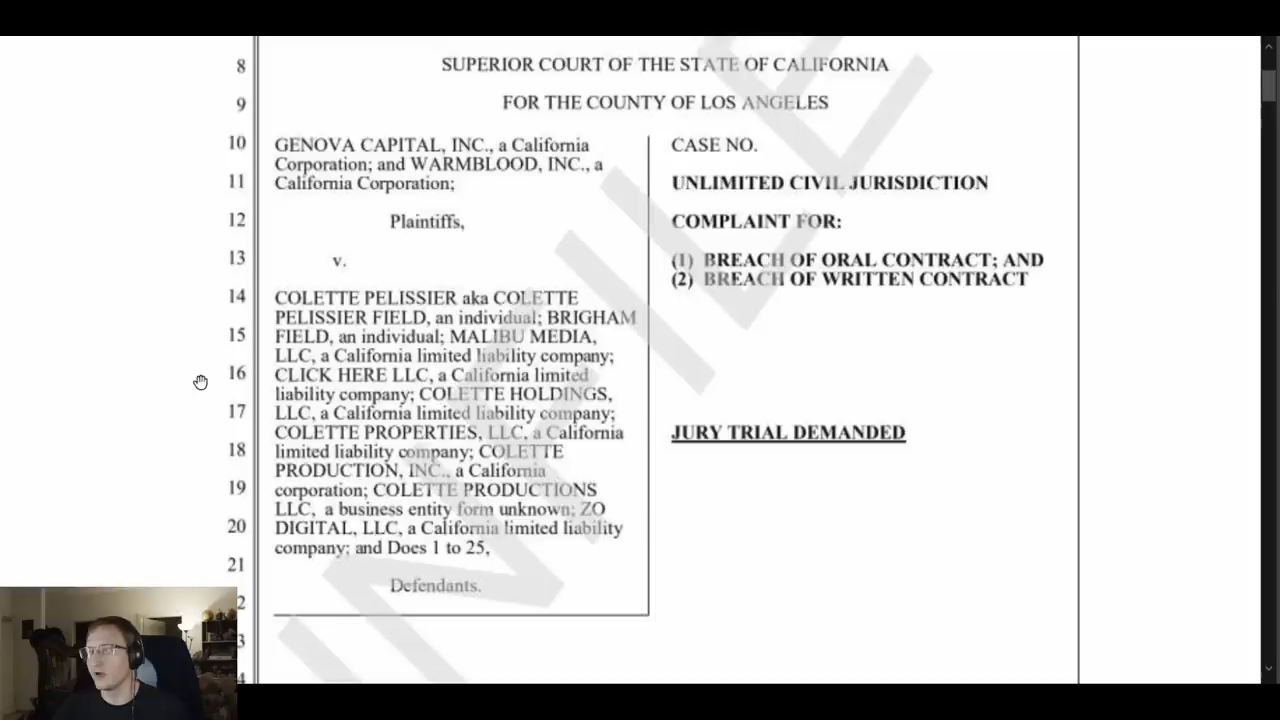 8
SUPERIOR COURT OF THE STATE OF CALIFORNIA
9
FOR THE COUNTY OF LOS ANGELES
10
GENOVA CAPITAL, INC., a California
Corporation; and WARMBLOOD, INC., a
11
California Corporation;
12
Plaintiffs,
13
v.
14
COLETTE PELISSIER aka COLETTE
PELISSIER FIELD, an individual; BRIGHAM
15
FIELD, an individual; MALIBU MEDIA,
LLC, a California limited liability company;
16
CLICK HERE LLC, a California limited
liability company; COLETTE HOLDINGS,
17
LLC, a California limited liability company;
COLETTE PROPERTIES, LLC, a California
18
limited liability company; COLETTE
PRODUCTION, INC., a California
19
corporation; COLETTE PRODUCTIONS
LLC, a business entity form unknown; ZO
20
DIGITAL, LLC, a California limited liability
company; and Does 1 to 25,
21
Defendants.
2
3
4
CASE NO.
UNLIMITED CIVIL JURISDICTION
COMPLAINT FOR:
(1) BREACH OF ORAL CONTRACT; AND
(2) BREACH OF WRITTEN CONTRACT
JURY TRIAL DEMANDED